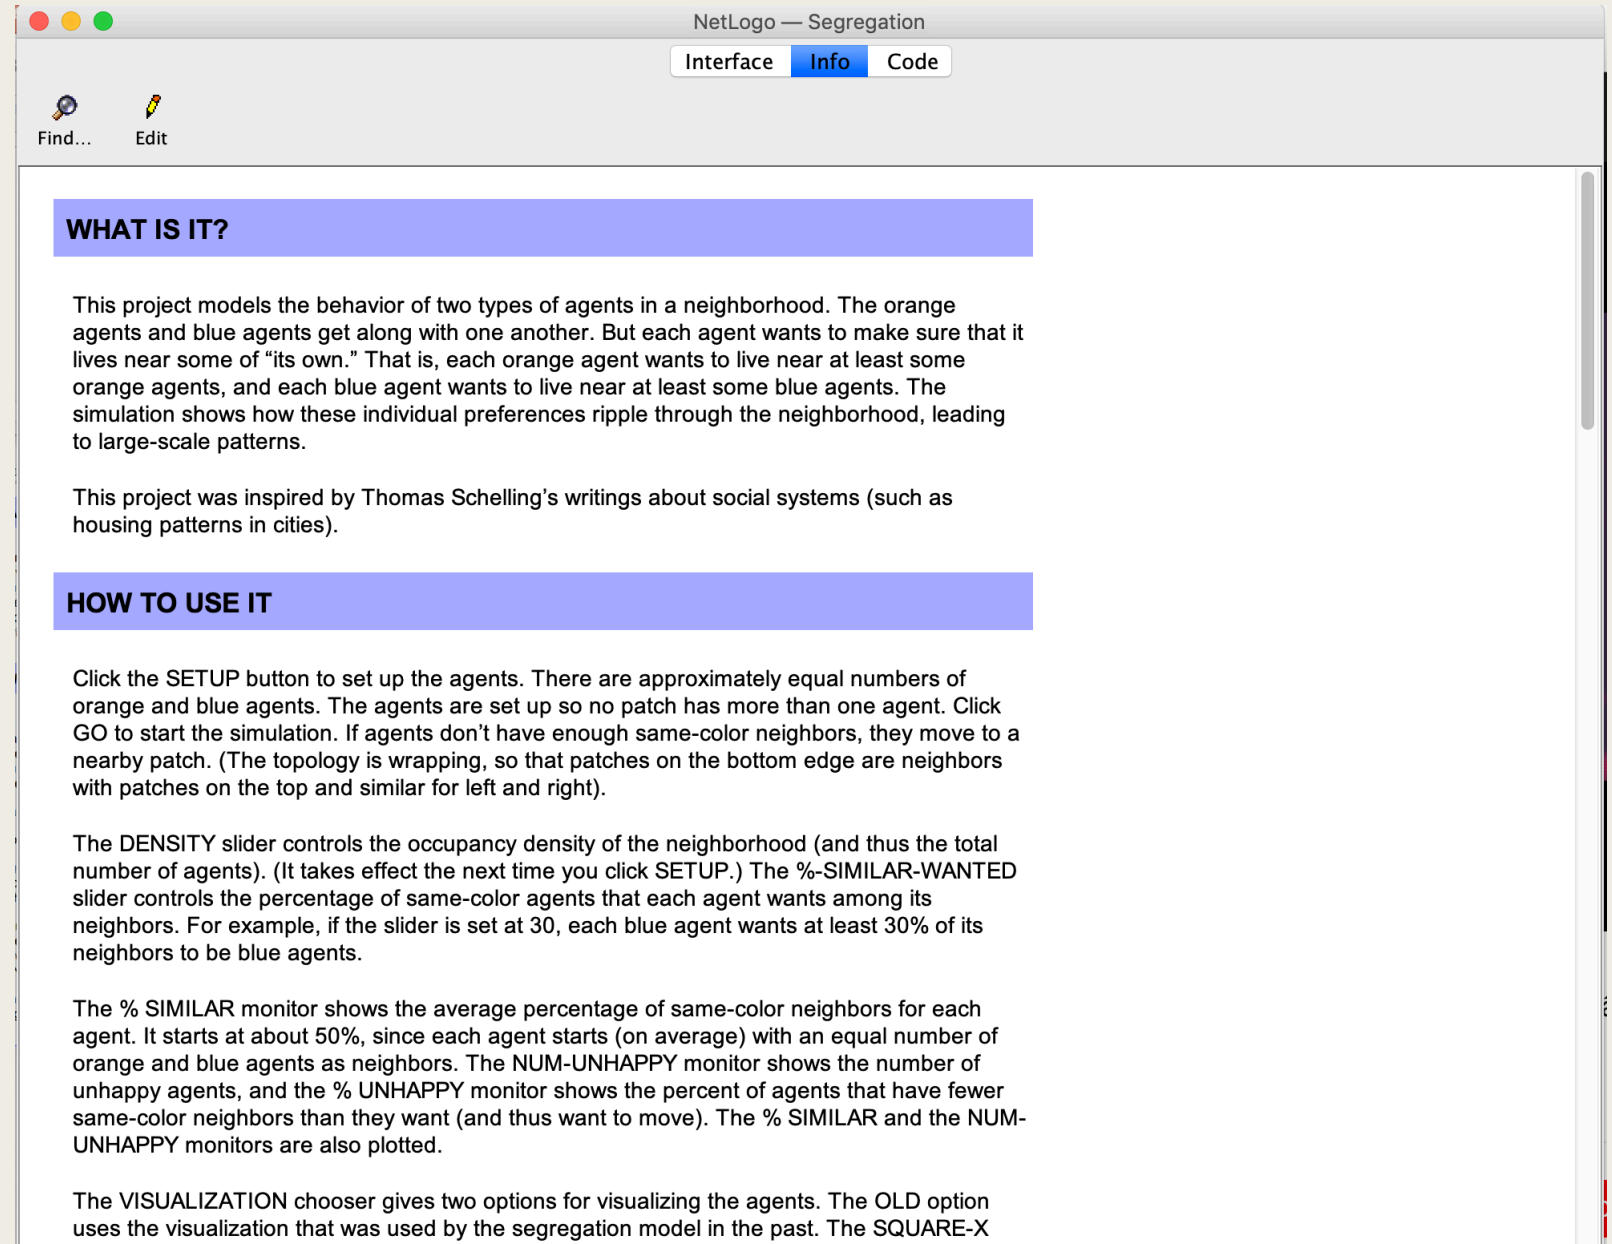 NetLogo — Segregation
Interface Info Code
Find... Edit
WHAT IS IT?
This project models the behavior of two types of agents in a neighborhood. The orange
agents and blue agents get along with one another. But each agent wants to make sure that it
lives near some of “its own.” That is, each orange agent wants to live near at least some
orange agents, and each blue agent wants to live near at least some blue agents. The
simulation shows how these individual preferences ripple through the neighborhood, leading
to large-scale patterns.
This project was inspired by Thomas Schelling’s writings about social systems (such as
housing patterns in cities).
HOW TO USE IT
Click the SETUP button to set up the agents. There are approximately equal numbers of
orange and blue agents. The agents are set up so no patch has more than one agent. Click
GO to start the simulation. If agents don’t have enough same-color neighbors, they move to a
nearby patch. (The topology is wrapping, so that patches on the bottom edge are neighbors
with patches on the top and similar for left and right).
The DENSITY slider controls the occupancy density of the neighborhood (and thus the total
number of agents). (It takes effect the next time you click SETUP.) The %-SIMILAR-WANTED
slider controls the percentage of same-color agents that each agent wants among its
neighbors. For example, if the slider is set at 30, each blue agent wants at least 30% of its
neighbors to be blue agents.
The % SIMILAR monitor shows the average percentage of same-color neighbors for each
agent. It starts at about 50%, since each agent starts (on average) with an equal number of
orange and blue agents as neighbors. The NUM-UNHAPPY monitor shows the number of
unhappy agents, and the % UNHAPPY monitor shows the percent of agents that have fewer
same-color neighbors than they want (and thus want to move). The % SIMILAR and the NUM-
UNHAPPY monitors are also plotted.
The VISUALIZATION chooser gives two options for visualizing the agents. The OLD option
uses the visualization that was used by the segregation model in the past. The SQUARE-X